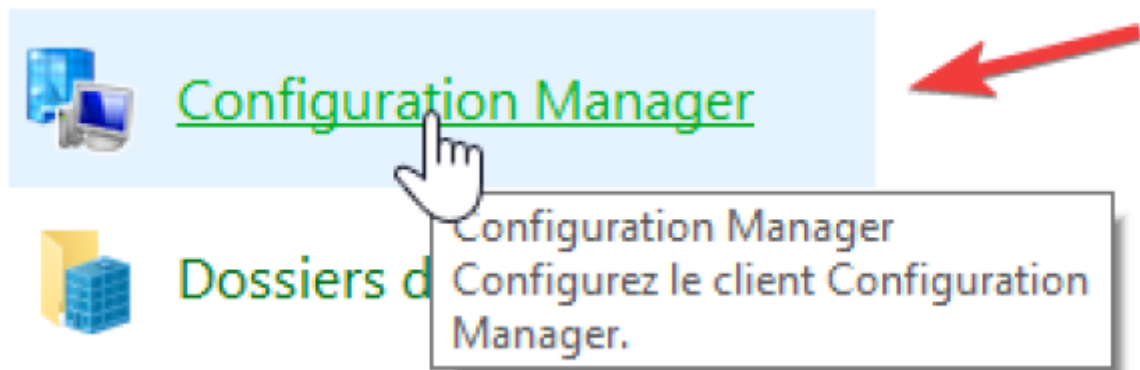 Configuration Manager
Dossiers d
Configuration Manager
Configurez le client Configuration
Manager.